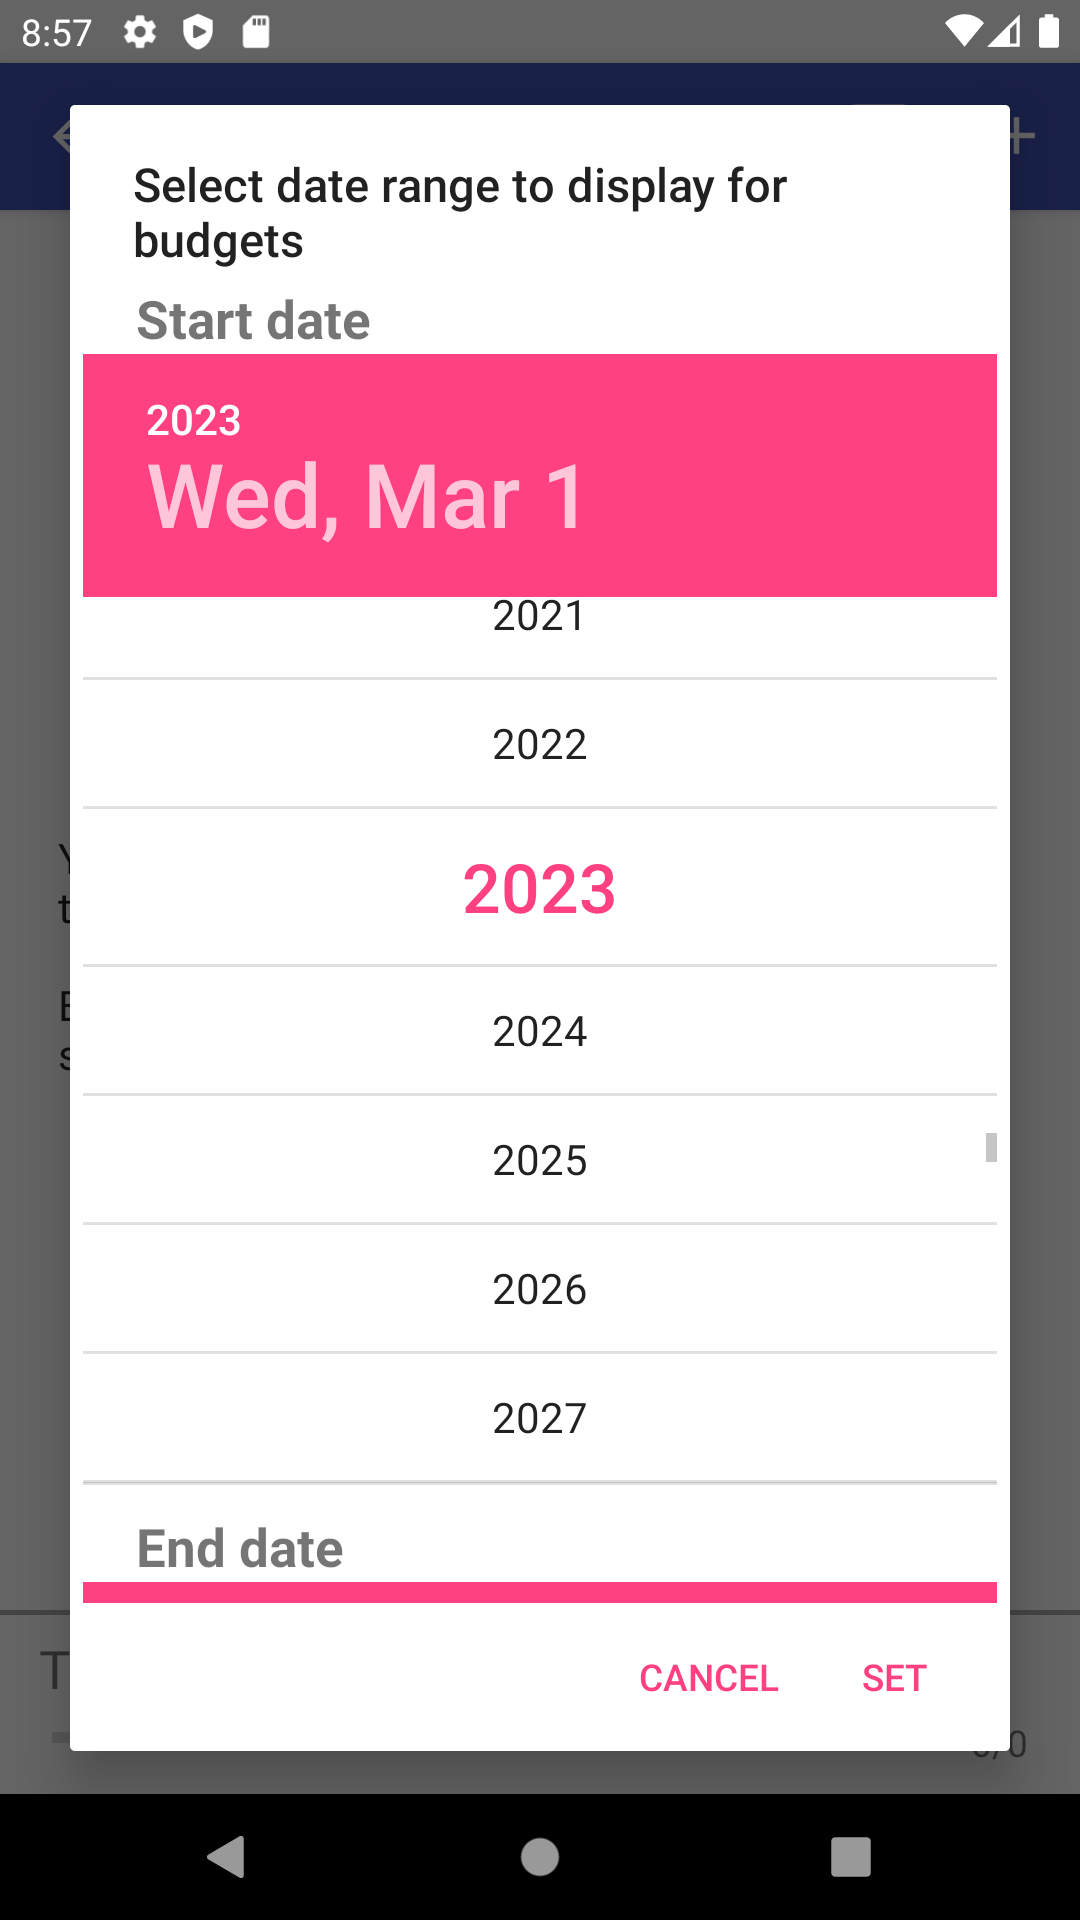 8:57
Select date range to display for
budgets
Start date
2023
Wed, Mar 1
2021
2022
2023
2024
2025
2026
2027
End date
CANCEL
SET